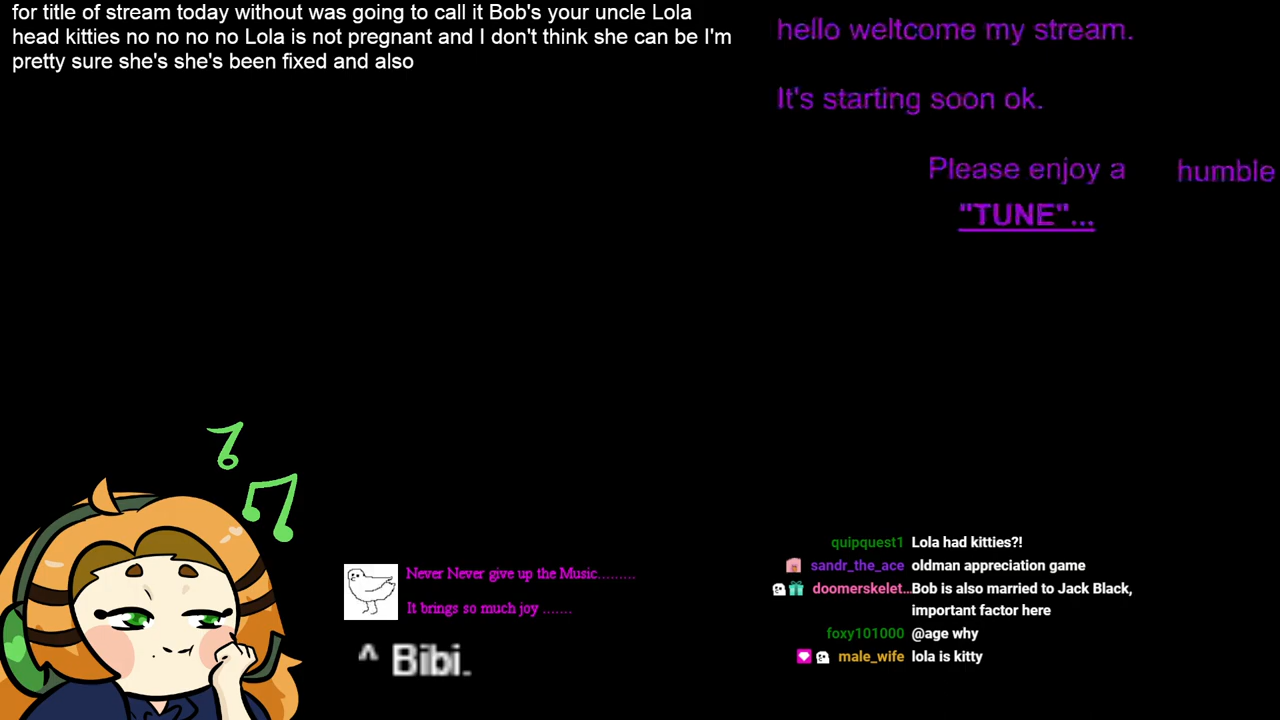 for title of stream today without was going to call it Bob's your uncle Lola
head kitties no no no no Lola is not pregnant and I don't think she can be I'm
pretty sure she's she's been fixed and also
hello weltcome my stream.
It's starting soon ok.
Please enjoy a humble
"TUNE"...
Never Never give up the Music.........
It brings so much joy .......
^ Bibi.
quipquest1 Lola had kitties?!
sandr_the_ace oldman appreciation game
doomerskelet... Bob is also married to Jack Black,
important factor here
foxy101000 @age why
male_wife lola is kitty